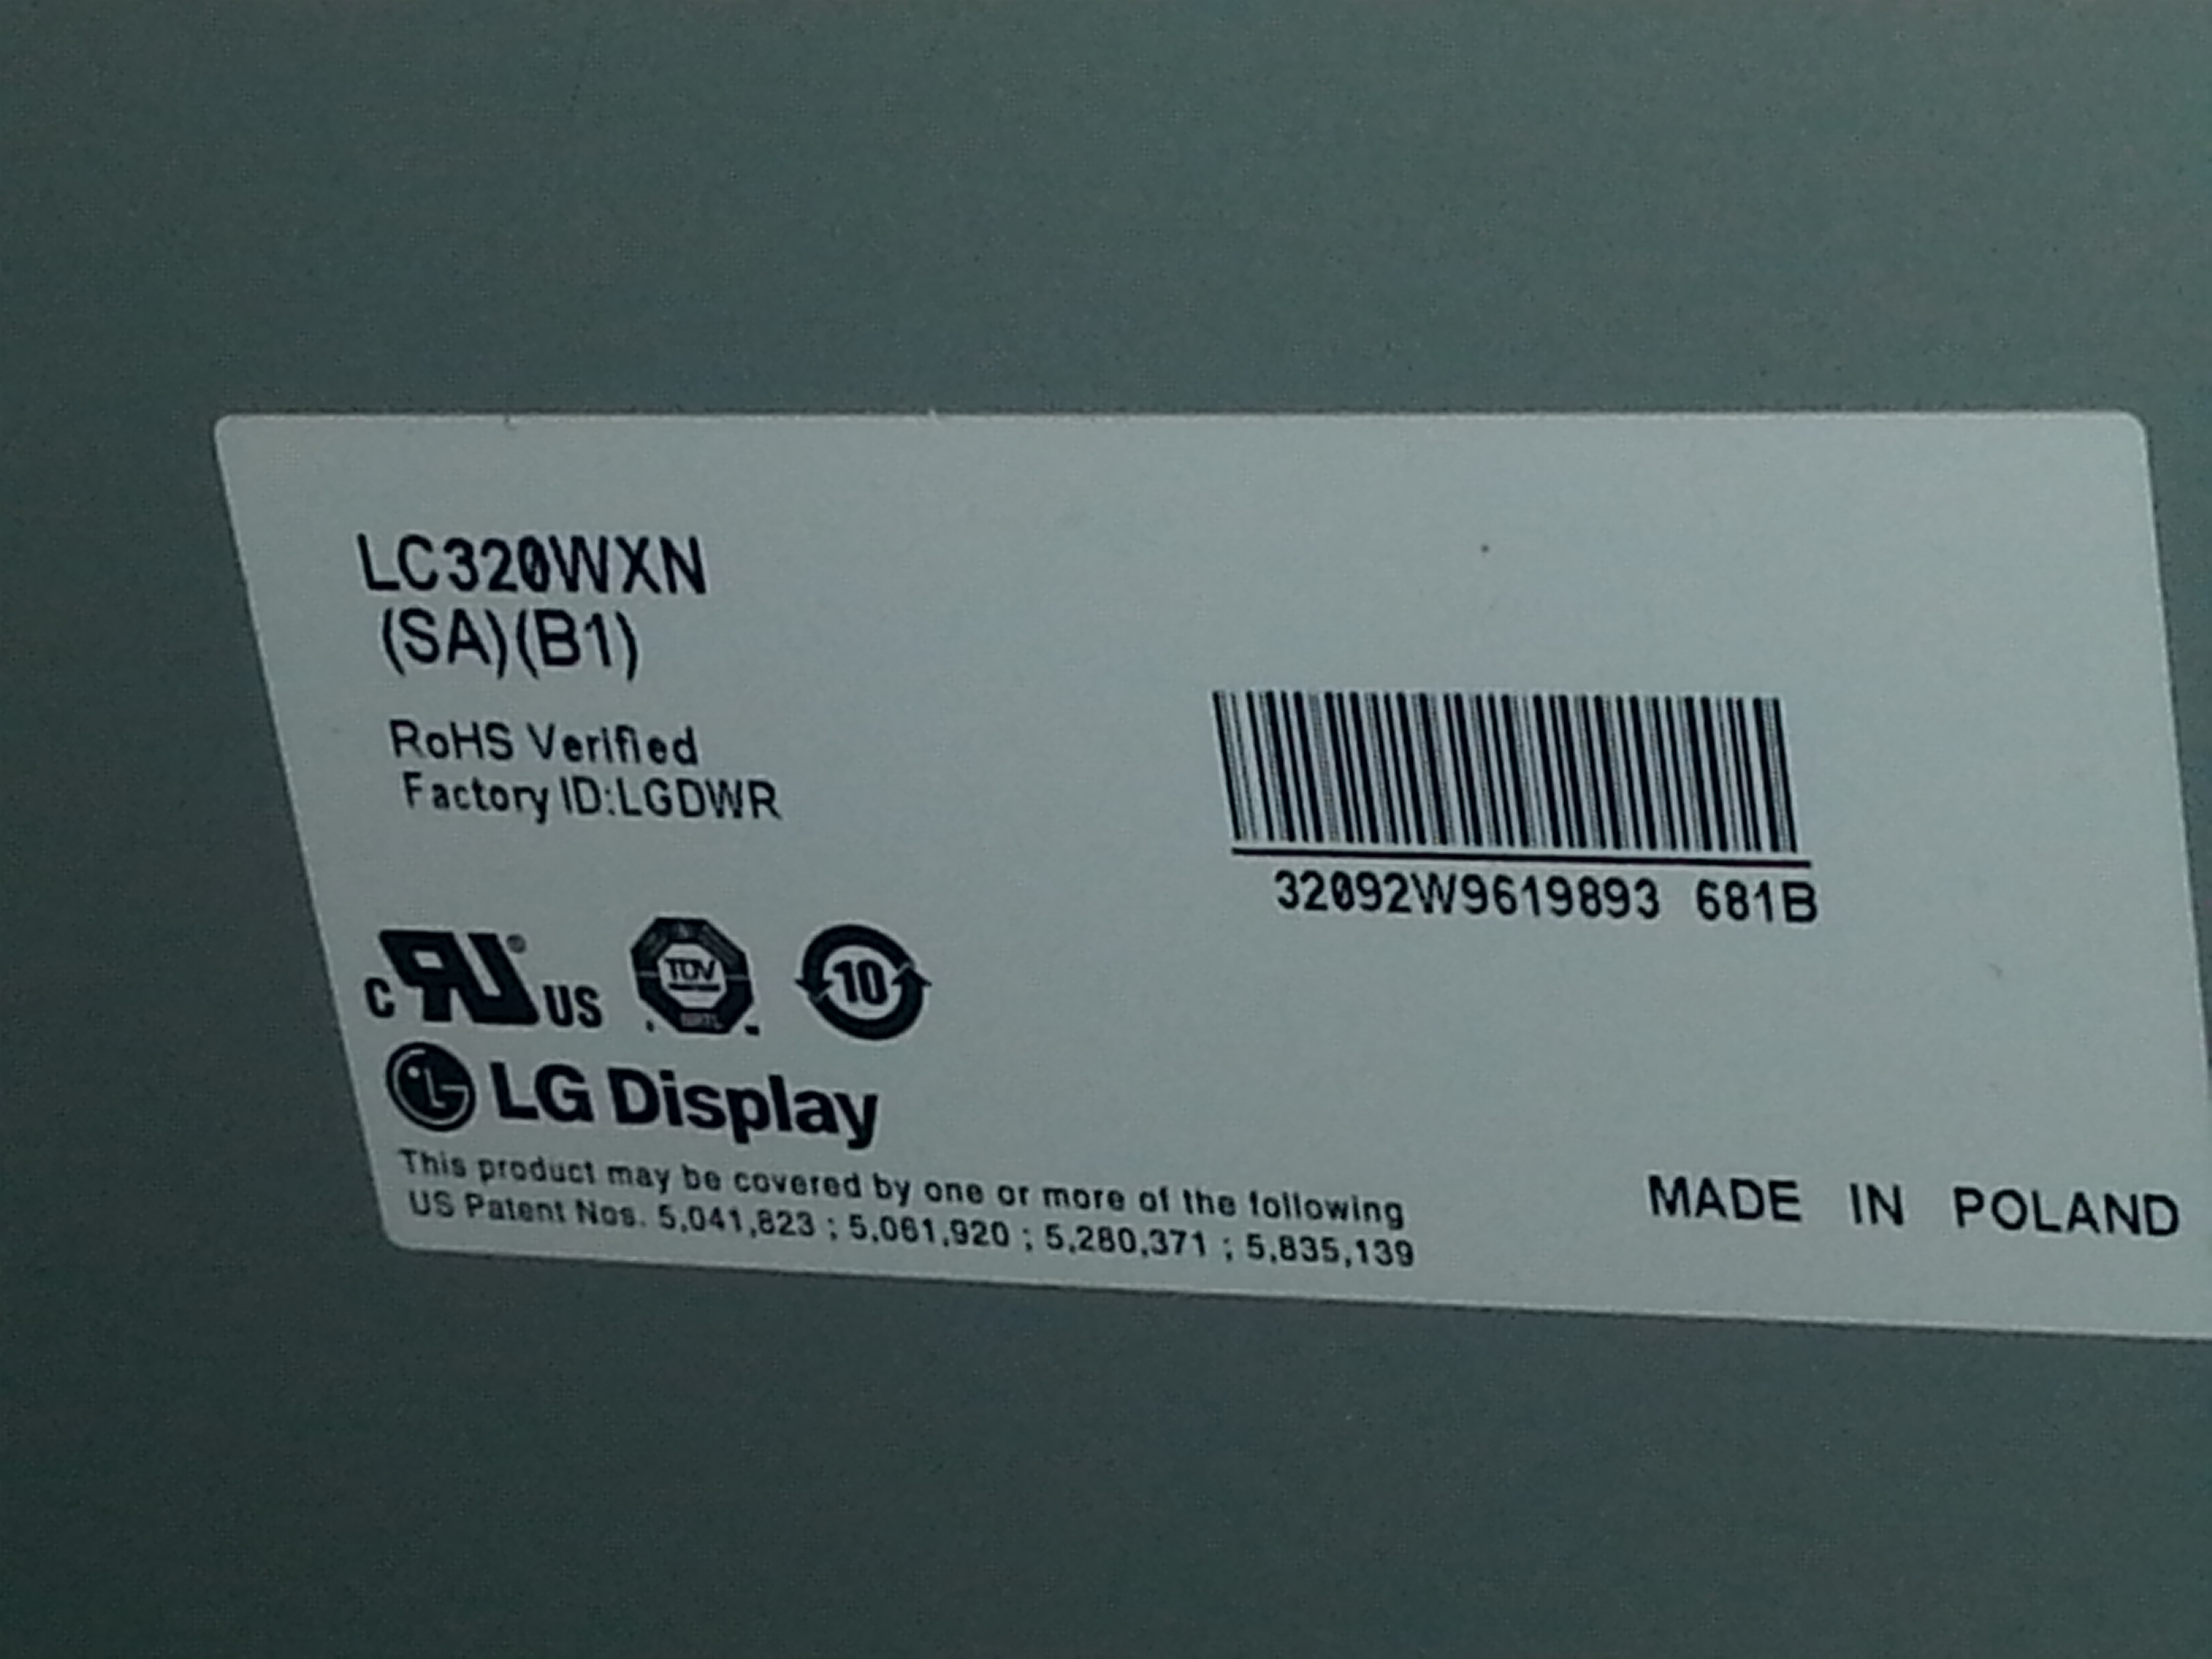 LC320WXN
(SA)(B1)
RoHS Verified
Factory ID:LGDWR
32092W9619893 681B
c RU ® US
TÜV
10
LG Display
This product may be covered by one or more of the following
US Patent Nos. 5,041,823 ; 5,061,920 ; 5,280,371 ; 5,835,139
MADE IN POLAND